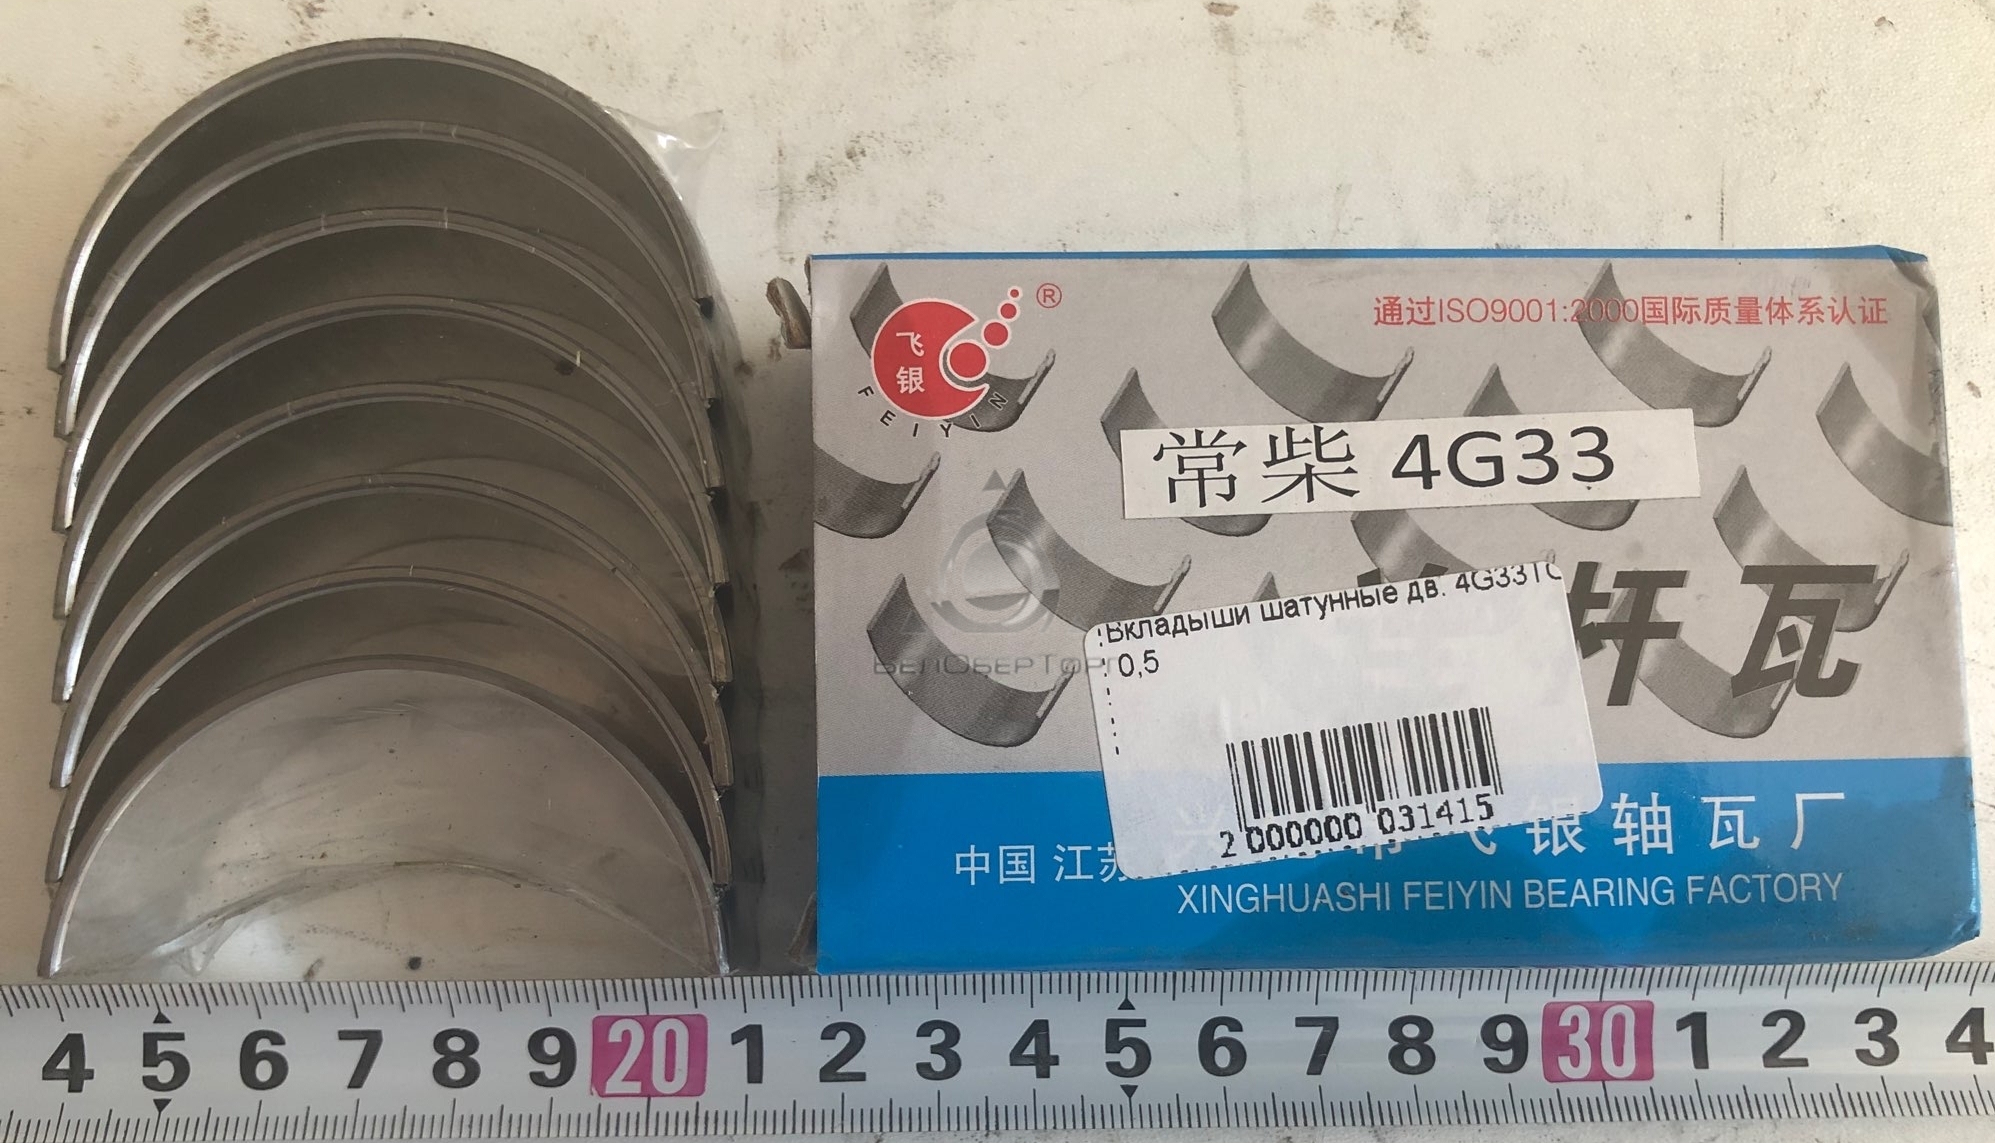 飞
银
®
FEIYIN
通过ISO9001:2000国际质量体系认证
常柴 4G33
杆瓦
Вкладыши шатунные дв. 4G33TC
0,5
2 000000 031415
БелОберТорг
银轴瓦厂
中国 江苏
XINGHUASHI FEIYIN BEARING FACTORY
4 5 6 7 8 9 20 1 2 3 4 5 6 7 8 9 30 1 2 3 4